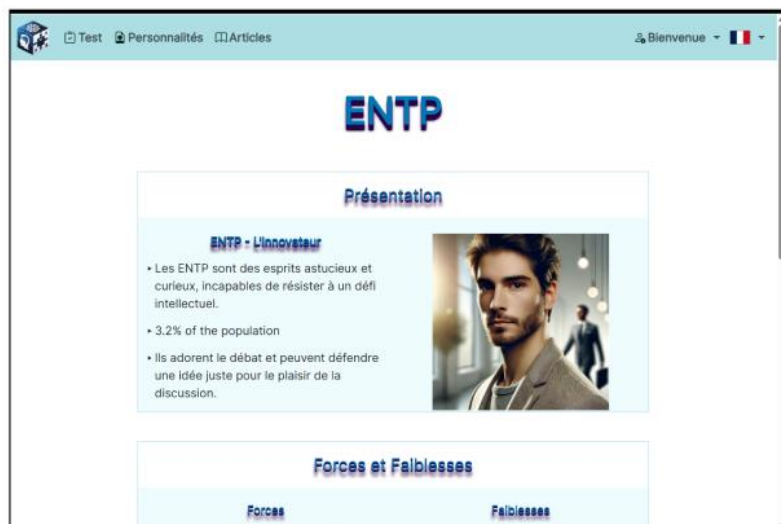 Test Personnalités Articles Bienvenue
ENTP
Présentation
ENTP - L'Innovateur
‣ Les ENTP sont des esprits astucieux et
curieux, incapables de résister à un défi
intellectuel.
‣ 3.2% of the population
‣ Ils adorent le débat et peuvent défendre
une idée juste pour le plaisir de la
discussion.
Forces et Faiblesses
Forces Faiblesses